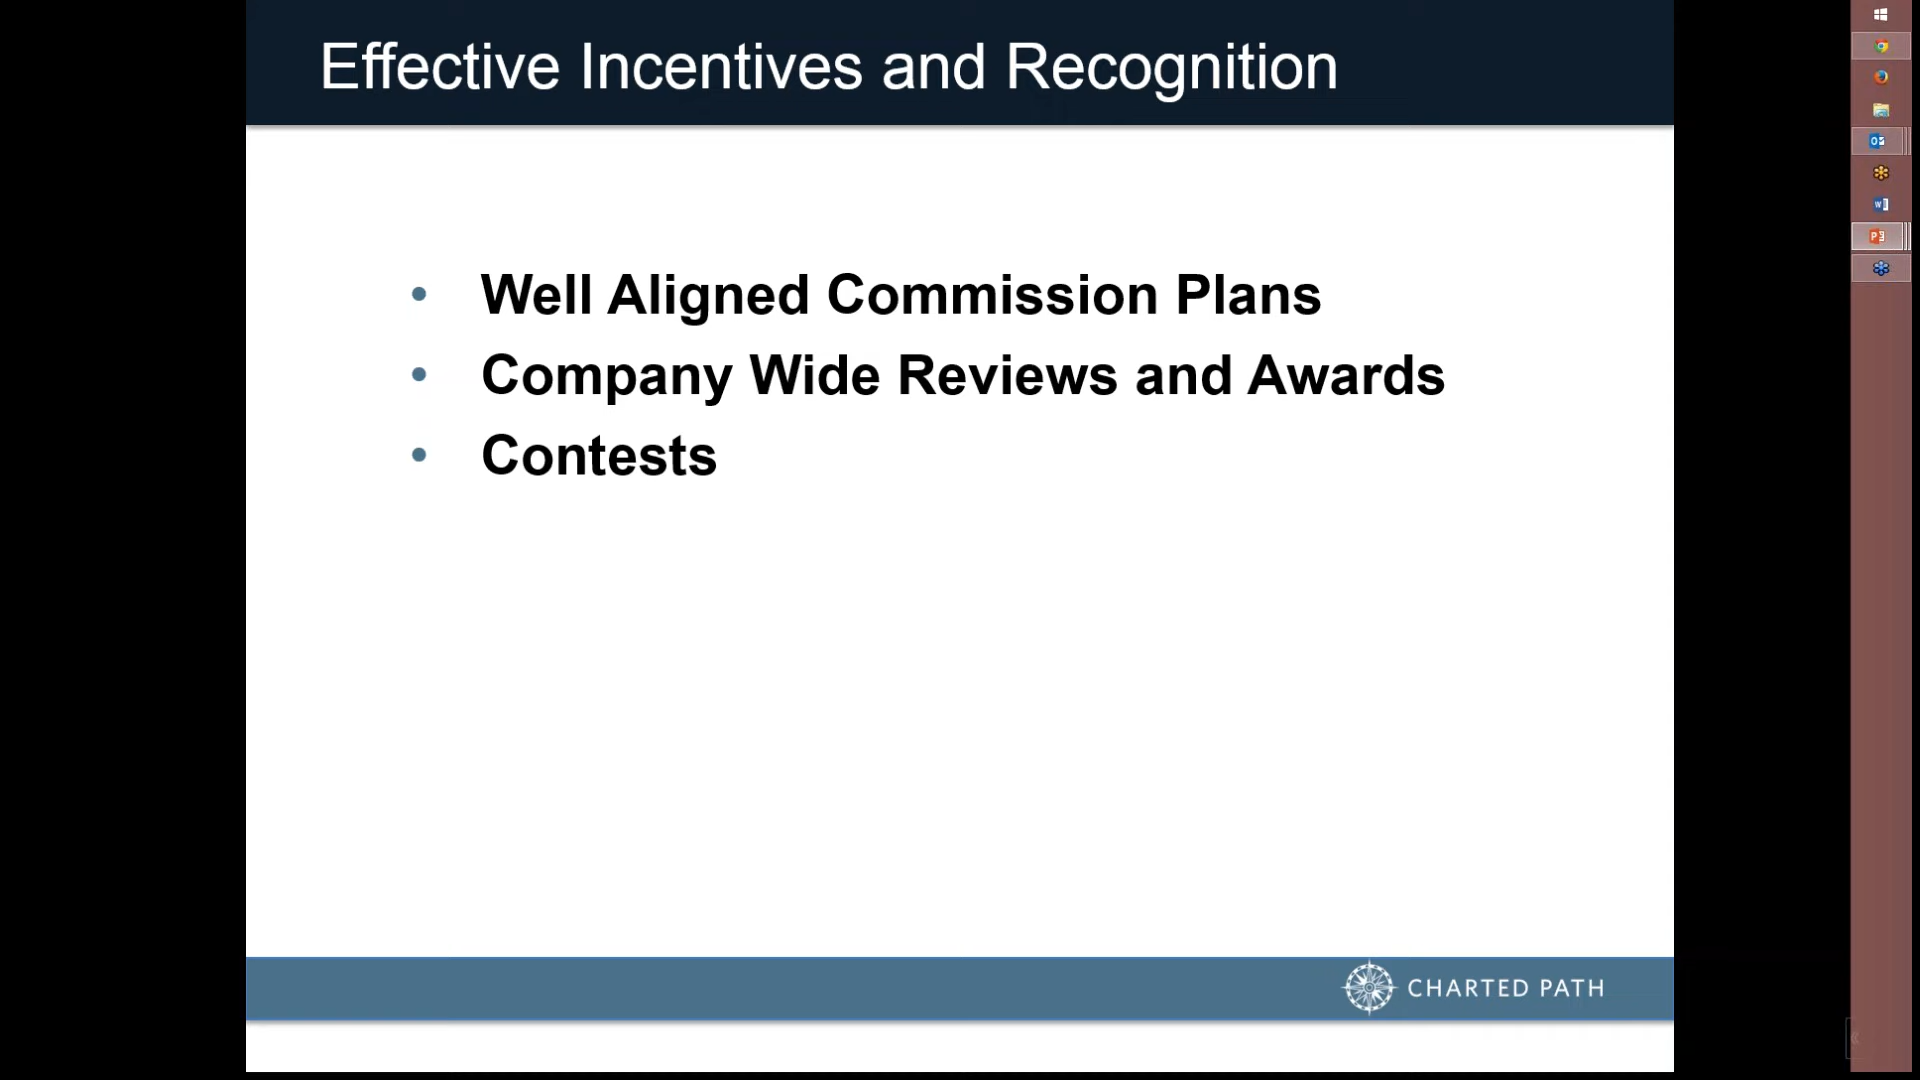 Effective Incentives and Recognition
• Well Aligned Commission Plans
• Company Wide Reviews and Awards
• Contests
CHARTED PATH